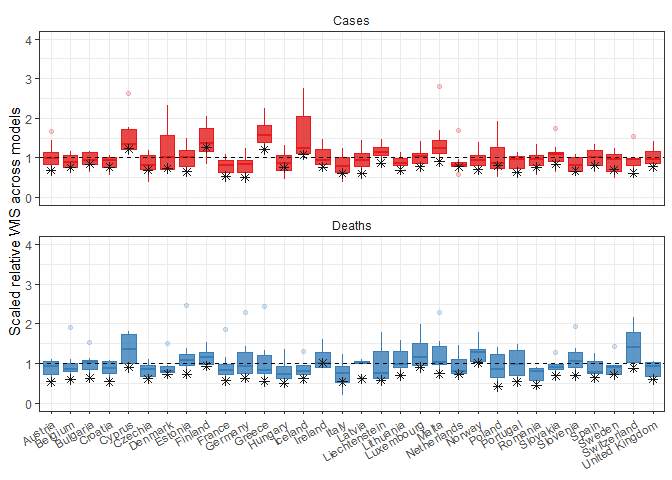 Cases
4
3
2
1
0
Scaled relative WIS across models
Deaths
4
3
2
1
0
Austria
Belgium
Bulgaria
Croatia
Cyprus
Czechia
Denmark
Estonia
Finland
France
Germany
Greece
Hungary
Iceland
Ireland
Italy
Latvia
Liechtenstein
Lithuania
Luxembourg
Malta
Netherlands
Norway
Poland
Portugal
Romania
Slovakia
Slovenia
Spain
Sweden
Switzerland
United Kingdom